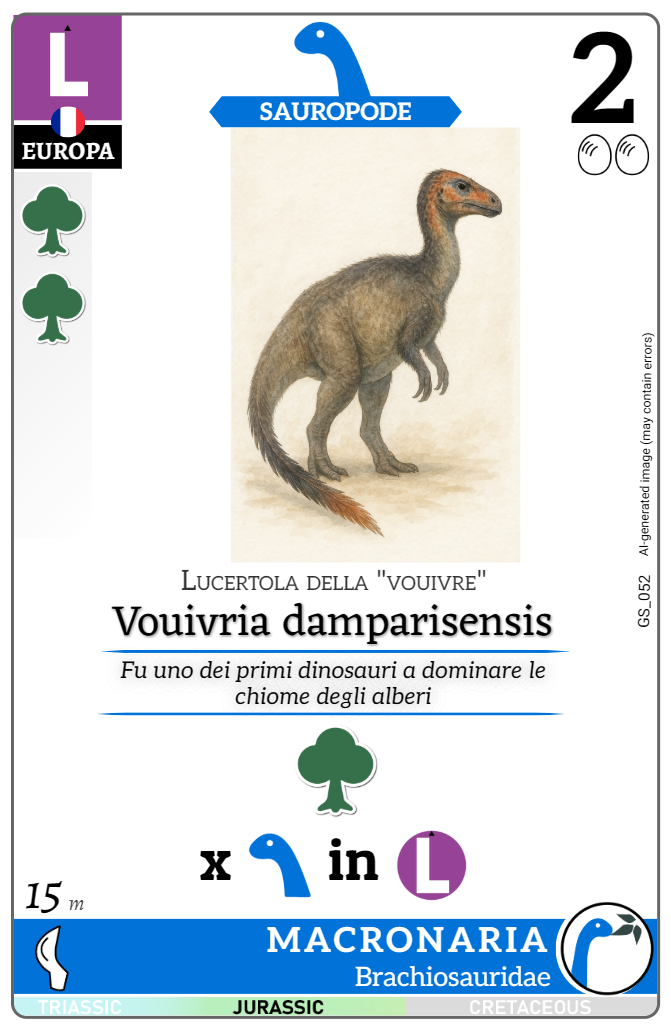 L
EUROPA
SAUROPODE
2
AI-generated image (may contain errors)
GS_052
Lucertola della "vouivre"
Vouivria damparisensis
Fu uno dei primi dinosauri a dominare le
chiome degli alberi
x in L
15 m
MACRONARIA
Brachiosauridae
TRIASSIC JURASSIC CRETACEOUS